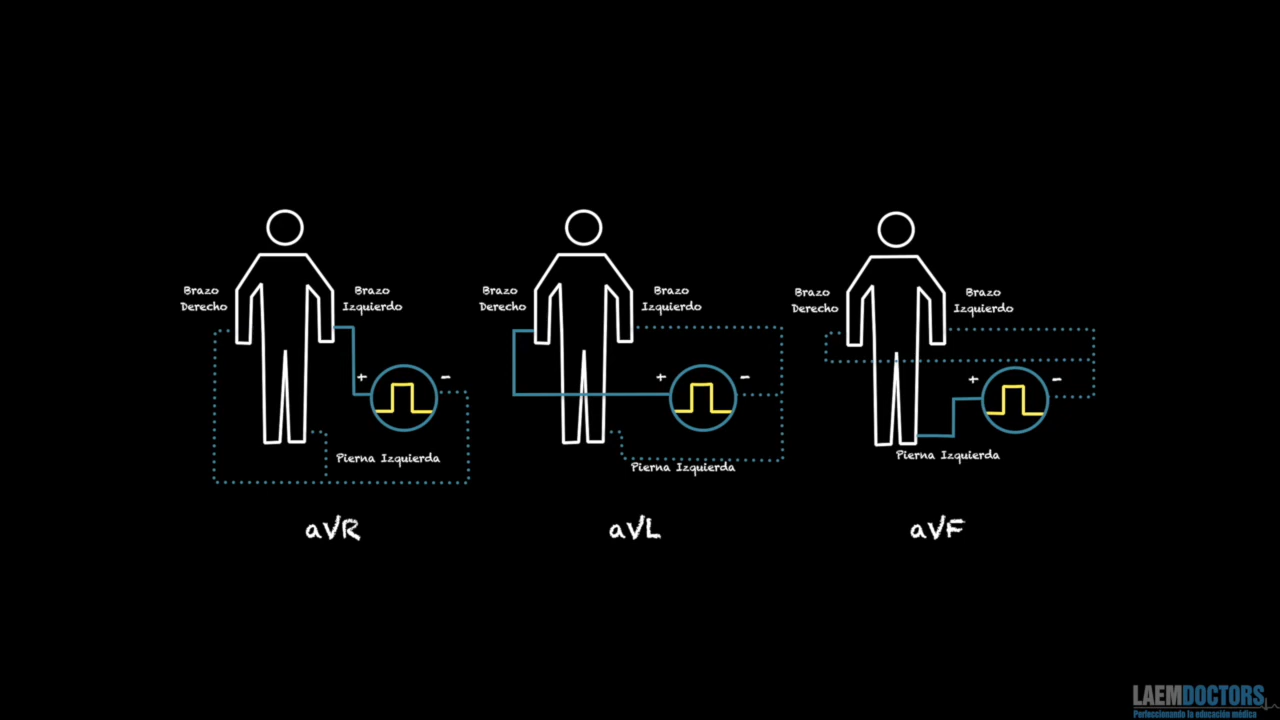 Brazo
Derecho
Brazo
Izquierdo
+
-
Pierna Izquierda
aVR
Brazo
Derecho
Brazo
Izquierdo
+
-
Pierna Izquierda
aVL
Brazo
Derecho
Brazo
Izquierdo
+
-
Pierna Izquierda
aVF
LAEMDOCTORS
Perfeccionando la educación médica